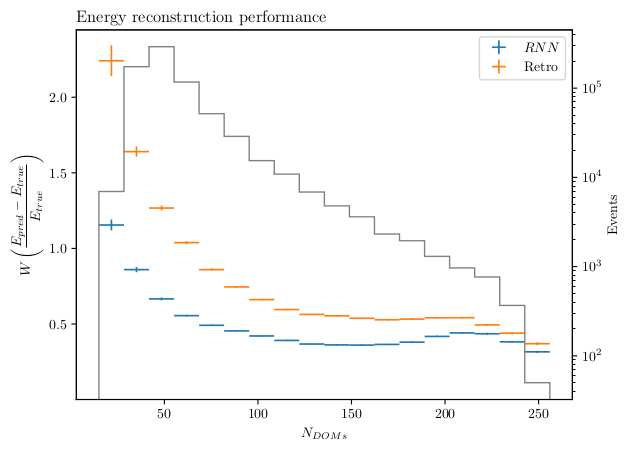 Energy reconstruction performance
RNN
Retro
2.0
1.5
1.0
0.5
W ( (E_pred − E_true) / E_true )
10^5
10^4
10^3
10^2
Events
50
100
150
200
250
N_DOMs